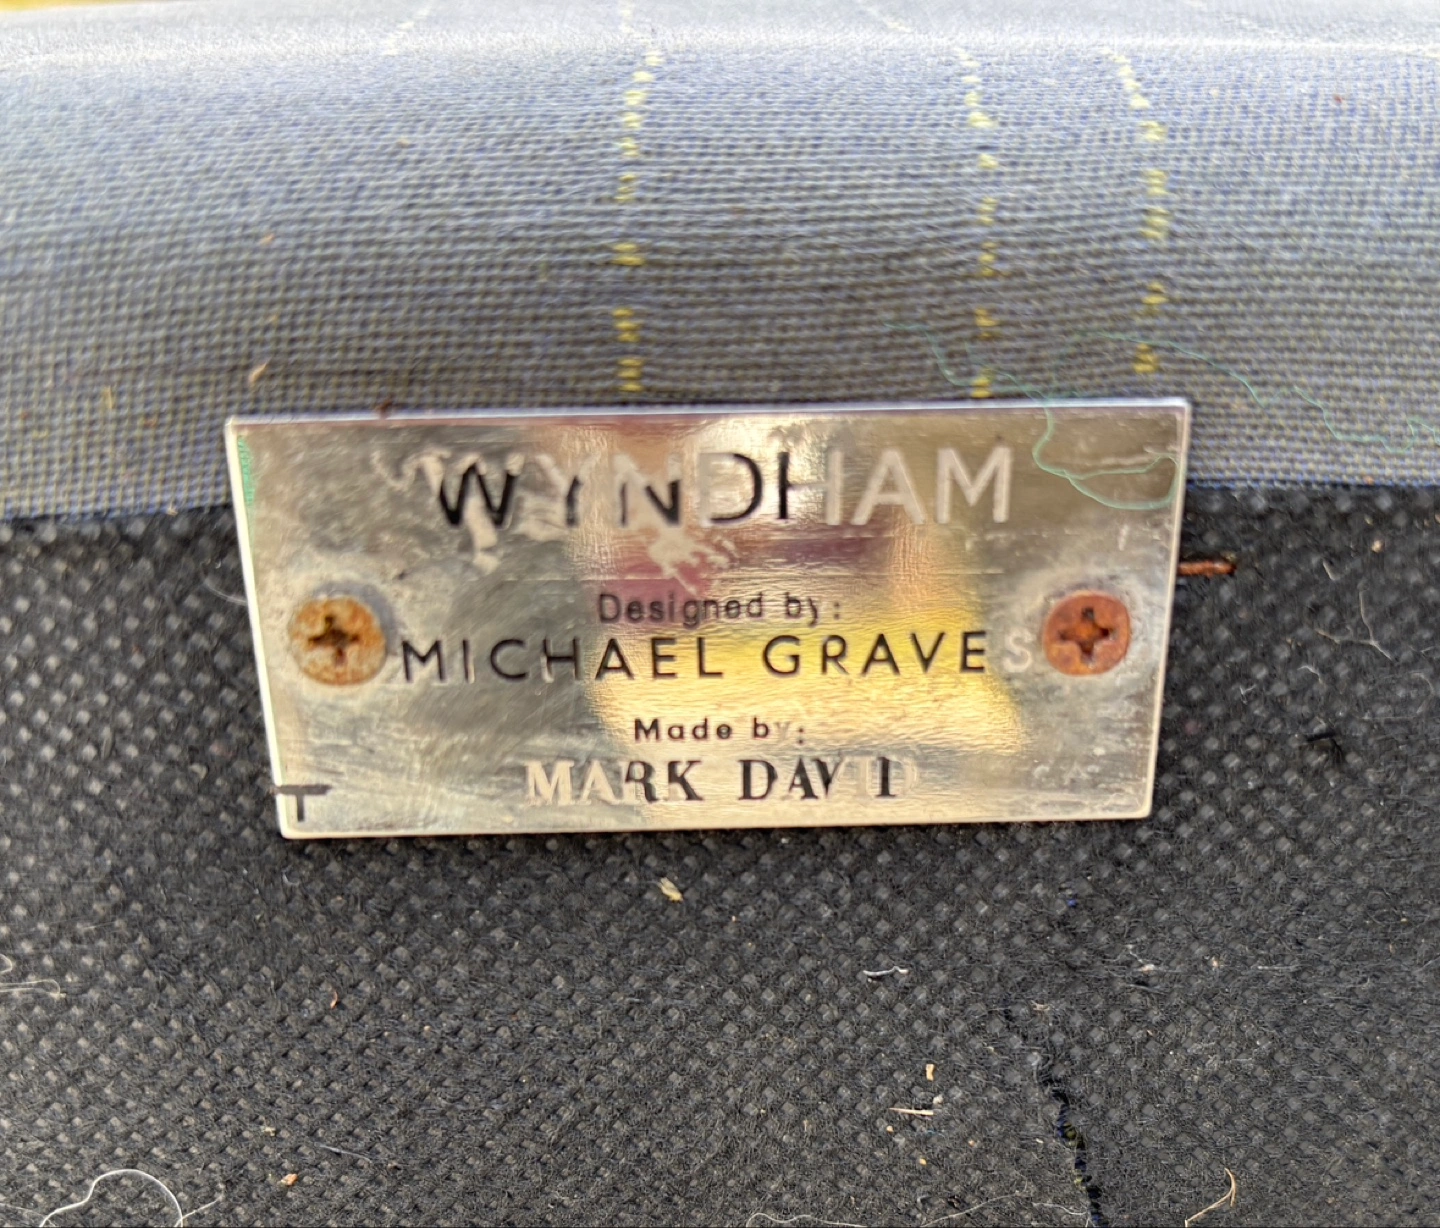 WYNDHAM
Designed by:
MICHAEL GRAVES
Made by:
MARK DAVID
T